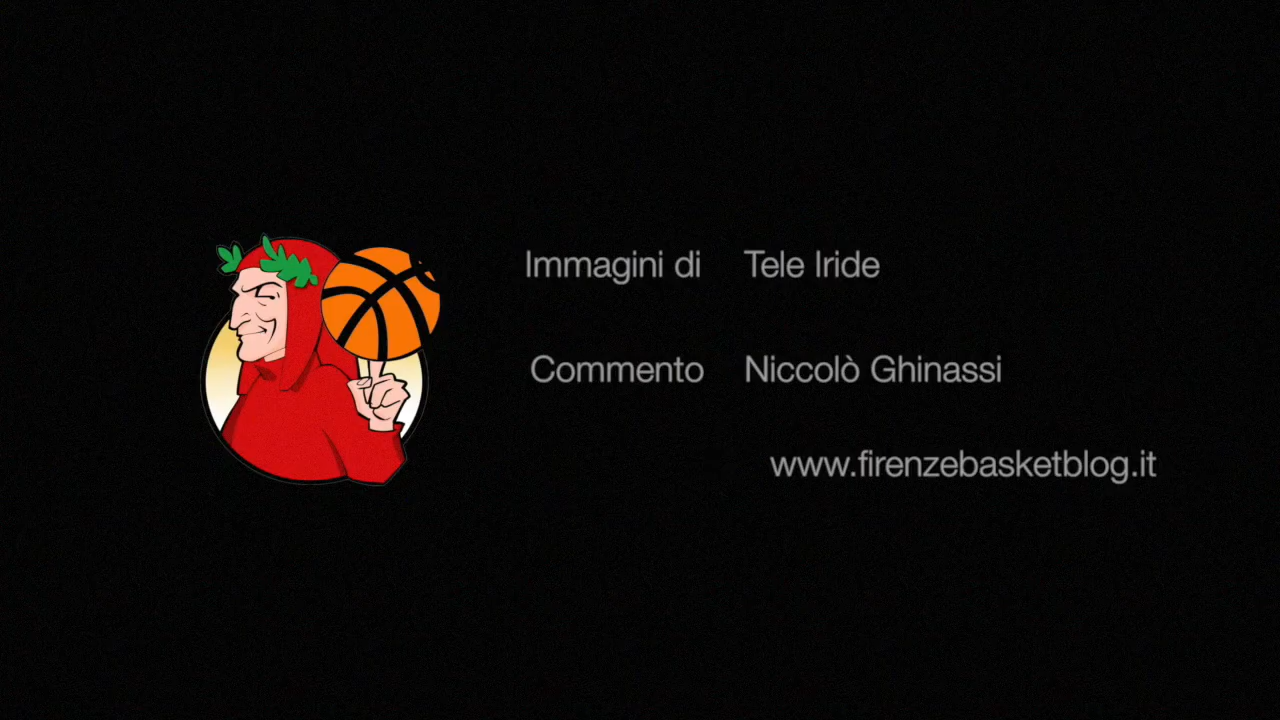 Immagini di Tele Iride
Commento Niccolò Ghinassi
www.firenzebasketblog.it